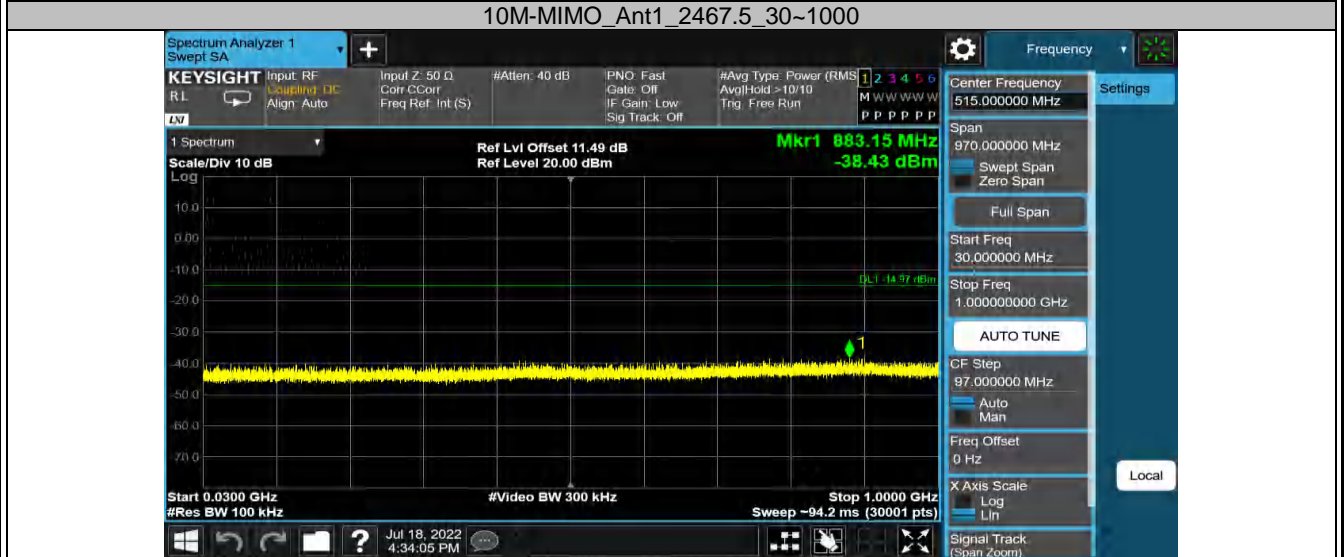 10M-MIMO_Ant1_2467.5_30~1000
Spectrum Analyzer 1
Swept SA
+
Frequency
KEYSIGHT
RL
LXI
Input: RF
Coupling: DC
Align: Auto
Input Z: 50 Ω
Corr CCorr
Freq Ref: Int (S)
#Atten: 40 dB
PNO: Fast
Gate: Off
IF Gain: Low
Sig Track: Off
#Avg Type: Power (RMS
Avg|Hold:>10/10
Trig: Free Run
1 2 3 4 5 6
M W W W W W
P P P P P P
1 Spectrum
Scale/Div 10 dB
Log
Ref Lvl Offset 11.49 dB
Ref Level 20.00 dBm
Mkr1 883.15 MHz
-38.43 dBm
10.0
0.00
-10.0
-20.0
-30.0
-40.0
-50.0
-60.0
-70.0
DL1 -14.97 dBm
1
Start 0.0300 GHz
#Res BW 100 kHz
#Video BW 300 kHz
Stop 1.0000 GHz
Sweep ~94.2 ms (30001 pts)
?
Jul 18, 2022
4:34:05 PM
Center Frequency
515.000000 MHz
Span
970.000000 MHz
Swept Span
Zero Span
Full Span
Start Freq
30.000000 MHz
Stop Freq
1.000000000 GHz
AUTO TUNE
CF Step
97.000000 MHz
Auto
Man
Freq Offset
0 Hz
X Axis Scale
Log
Lin
Signal Track
(Span Zoom)
Settings
Local